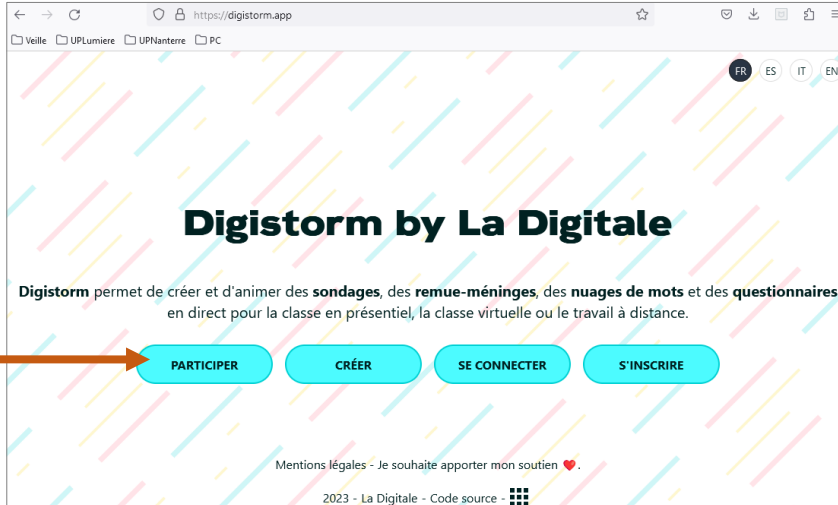 https://digistorm.app
Veille UPLumiere UPNanterre PC
FR ES IT EN
Digistorm by La Digitale
Digistorm permet de créer et d'animer des sondages, des remue-méninges, des nuages de mots et des questionnaires
en direct pour la classe en présentiel, la classe virtuelle ou le travail à distance.
PARTICIPER CRÉER SE CONNECTER S'INSCRIRE
Mentions légales - Je souhaite apporter mon soutien ❤️.
2023 - La Digitale - Code source -